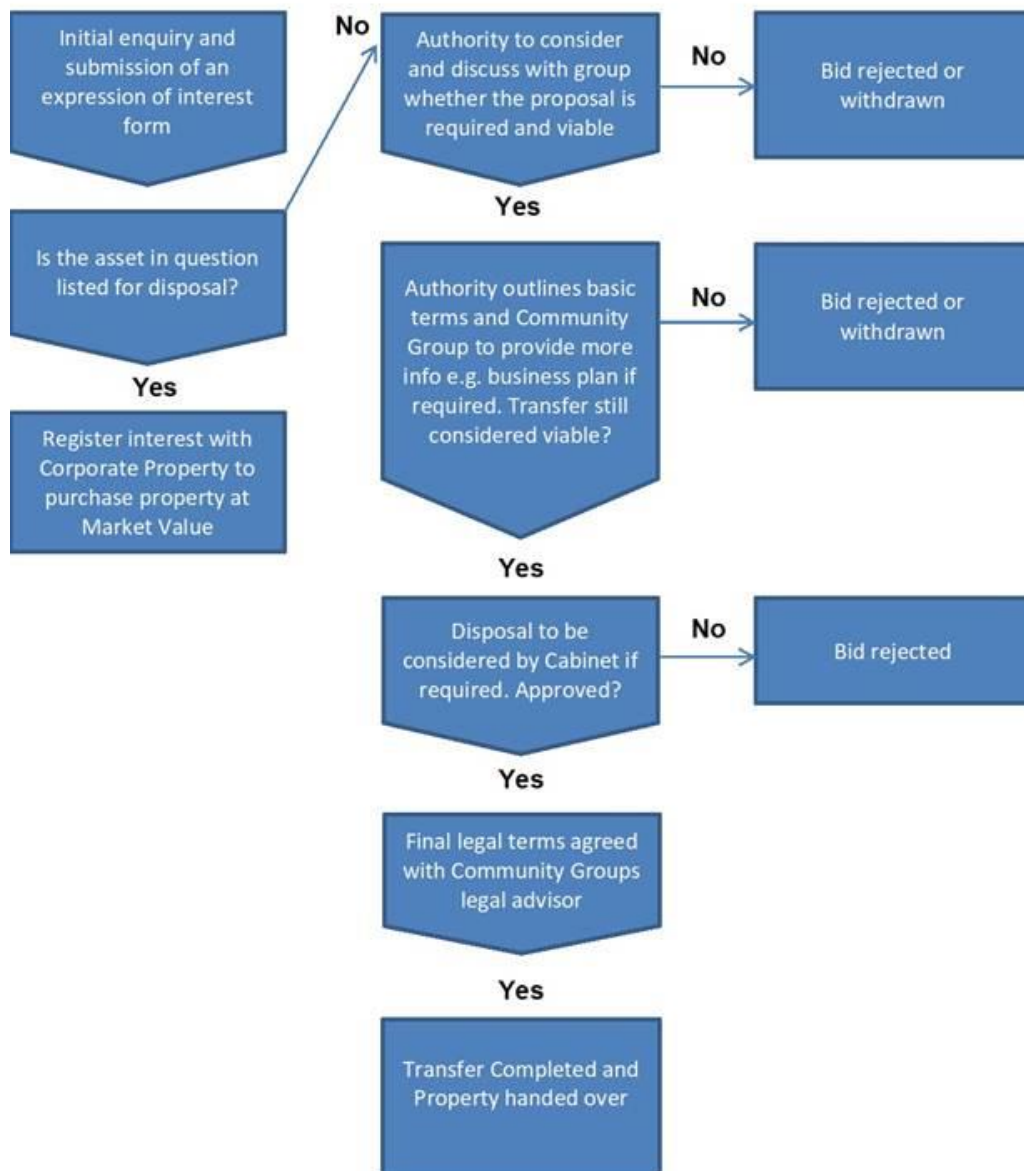 Initial enquiry and
submission of an
expression of interest
form
Is the asset in question
listed for disposal?
Yes
Register interest with
Corporate Property to
purchase property at
Market Value
No
Authority to consider
and discuss with group
whether the proposal is
required and viable
No
Bid rejected or
withdrawn
Yes
Authority outlines basic
terms and Community
Group to provide more
info e.g. business plan if
required. Transfer still
considered viable?
No
Bid rejected or
withdrawn
Yes
Disposal to be
considered by Cabinet if
required. Approved?
No
Bid rejected
Yes
Final legal terms agreed
with Community Groups
legal advisor
Yes
Transfer Completed and
Property handed over